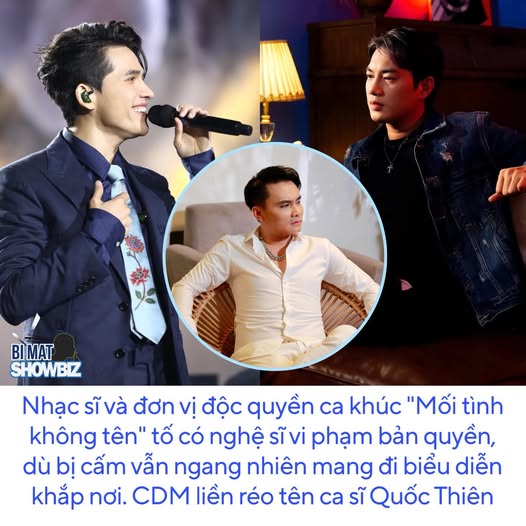 BÍ MẬT
SHOWBIZ
Nhạc sĩ và đơn vị độc quyền ca khúc "Mối tình
không tên" tố có nghệ sĩ vi phạm bản quyền,
dù bị cấm vẫn ngang nhiên mang đi biểu diễn
khắp nơi. CDM liền réo tên ca sĩ Quốc Thiên